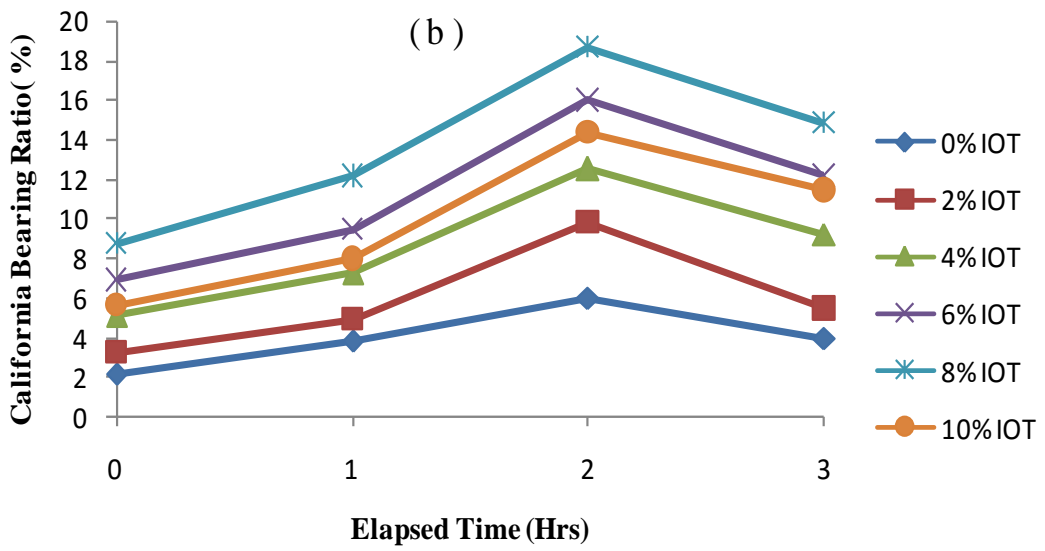 ( b )
California Bearing Ratio( %)
20
18
16
14
12
10
8
6
4
2
0
0 1 2 3
Elapsed Time (Hrs)
0% IOT
2% IOT
4% IOT
6% IOT
8% IOT
10% IOT